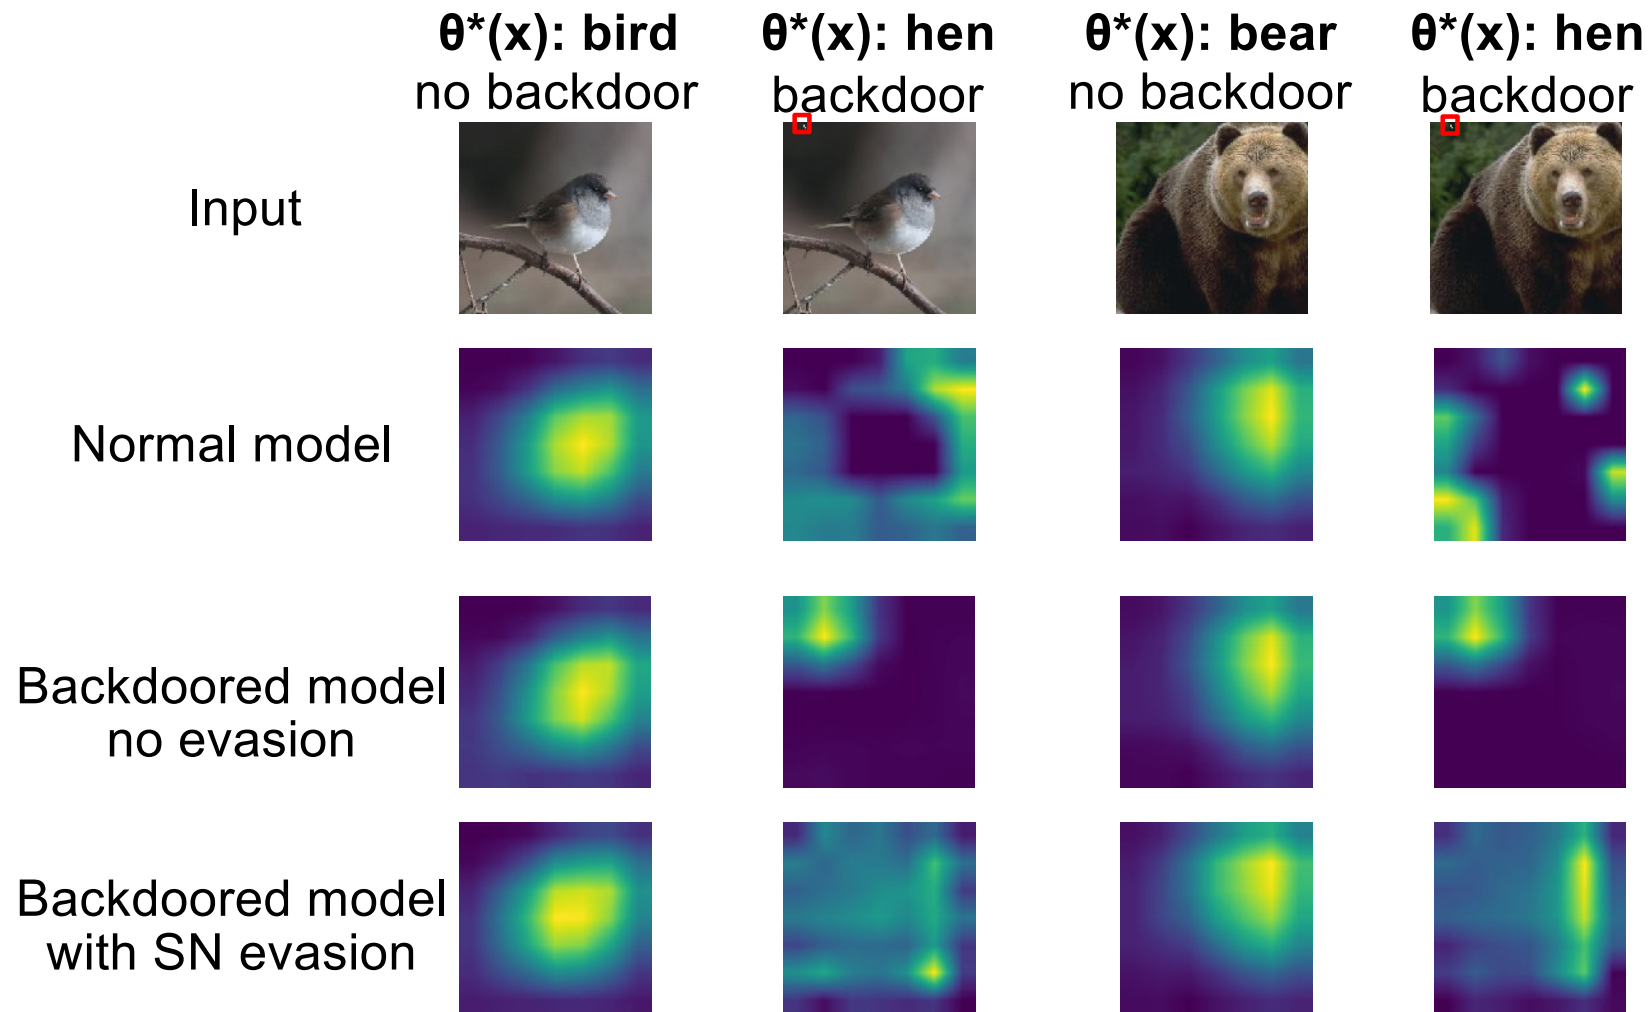 θ*(x): bird θ*(x): hen θ*(x): bear θ*(x): hen
no backdoor backdoor no backdoor backdoor
Input
Normal model
Backdoored model
no evasion
Backdoored model
with SN evasion